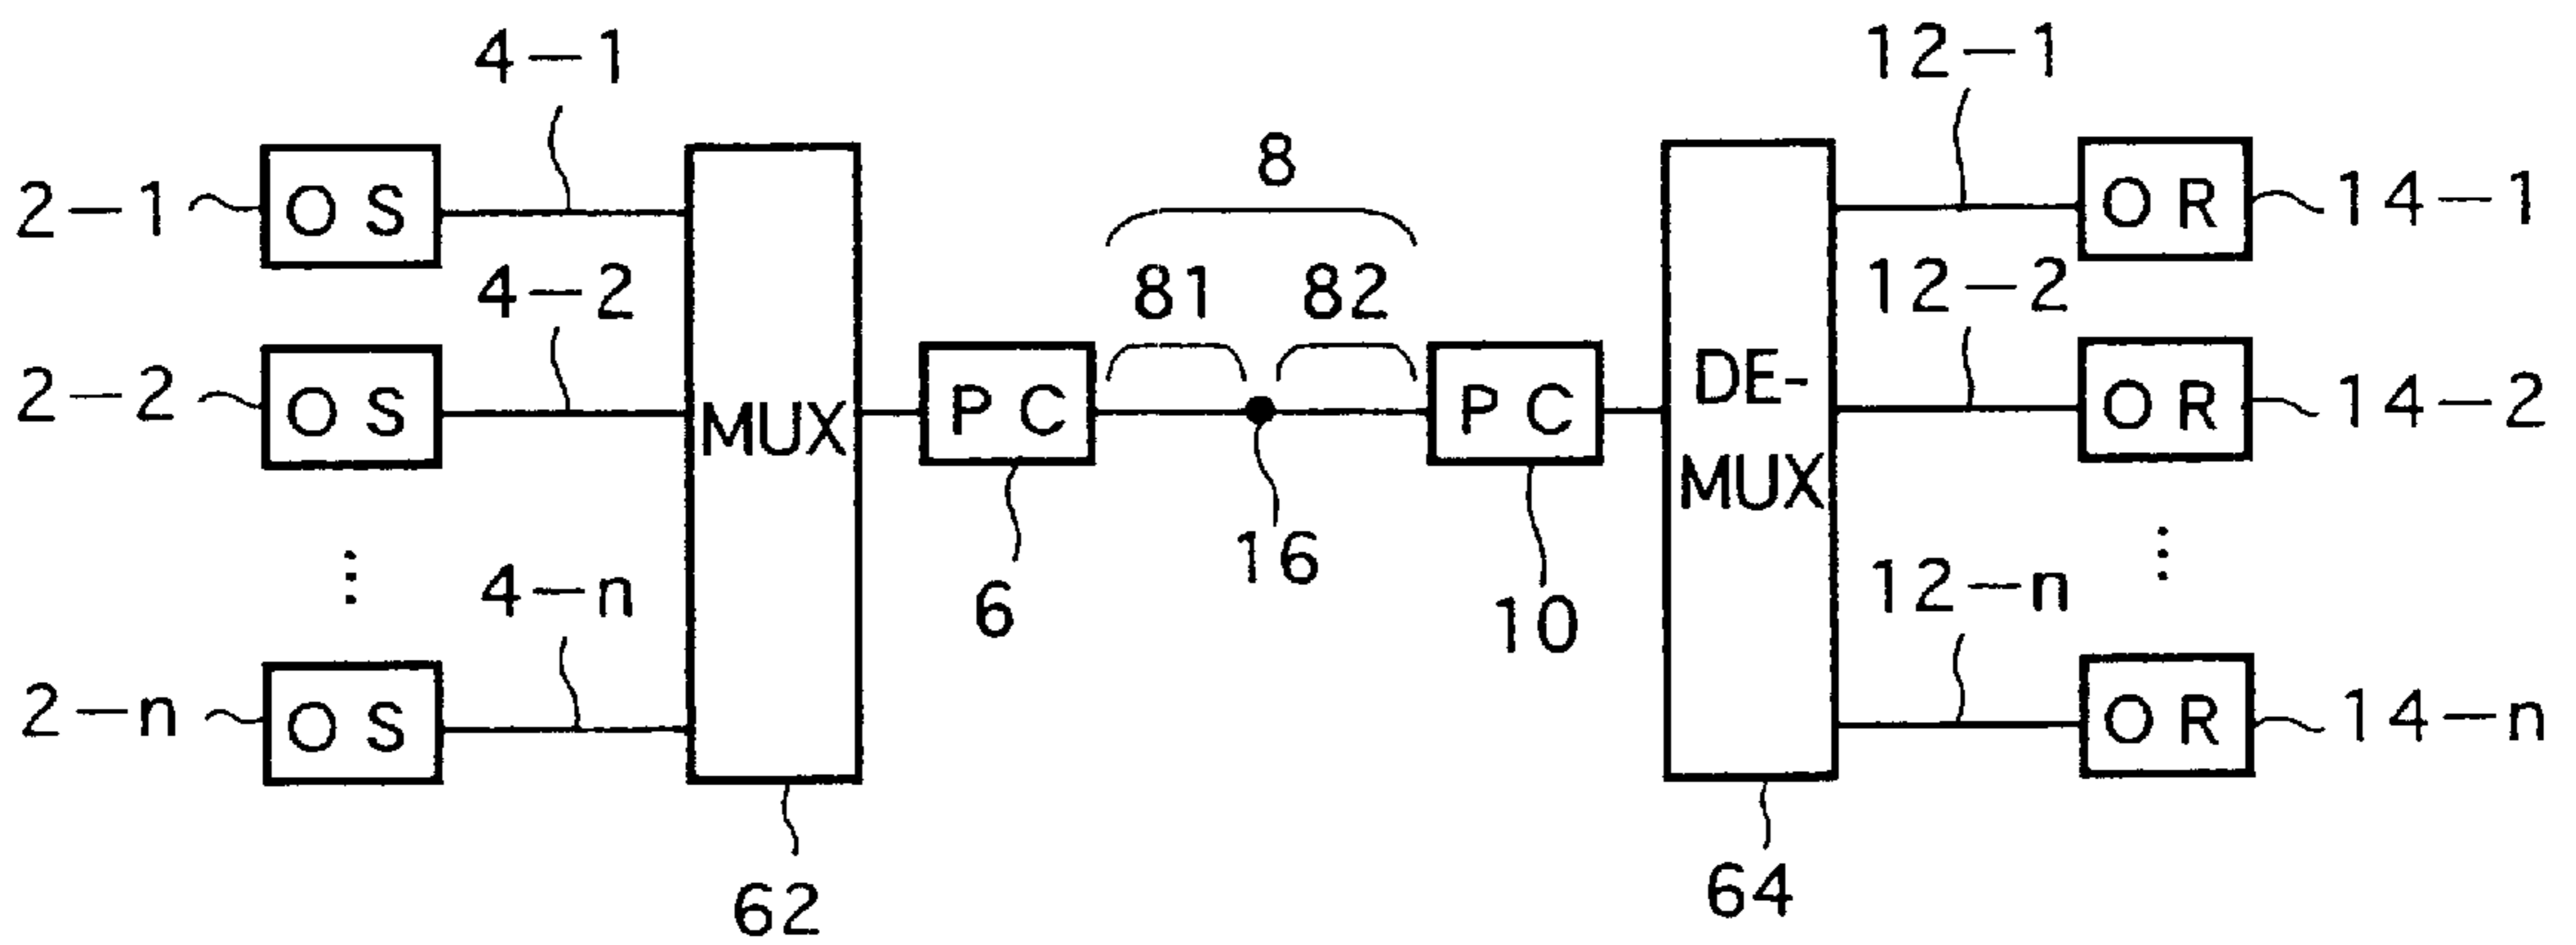 4-1
12-1
8
2-1
OS
OR
14-1
4-2
81
82
12-2
2-2
OS
MUX
PC
PC
DE-
MUX
OR
14-2
16
4-n
6
10
12-n
2-n
OS
OR
14-n
62
64